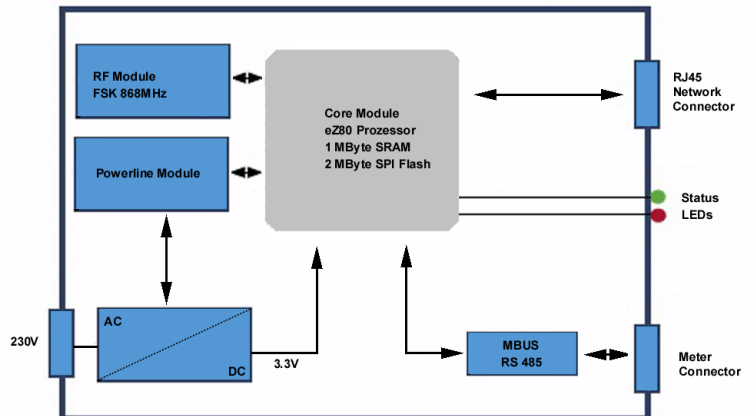 RF Module
FSK 868MHz
Core Module
eZ80 Prozessor
1 MByte SRAM
2 MByte SPI Flash
RJ45
Network
Connector
Powerline Module
Status
LEDs
AC
DC
230V
3.3V
MBUS
RS 485
Meter
Connector